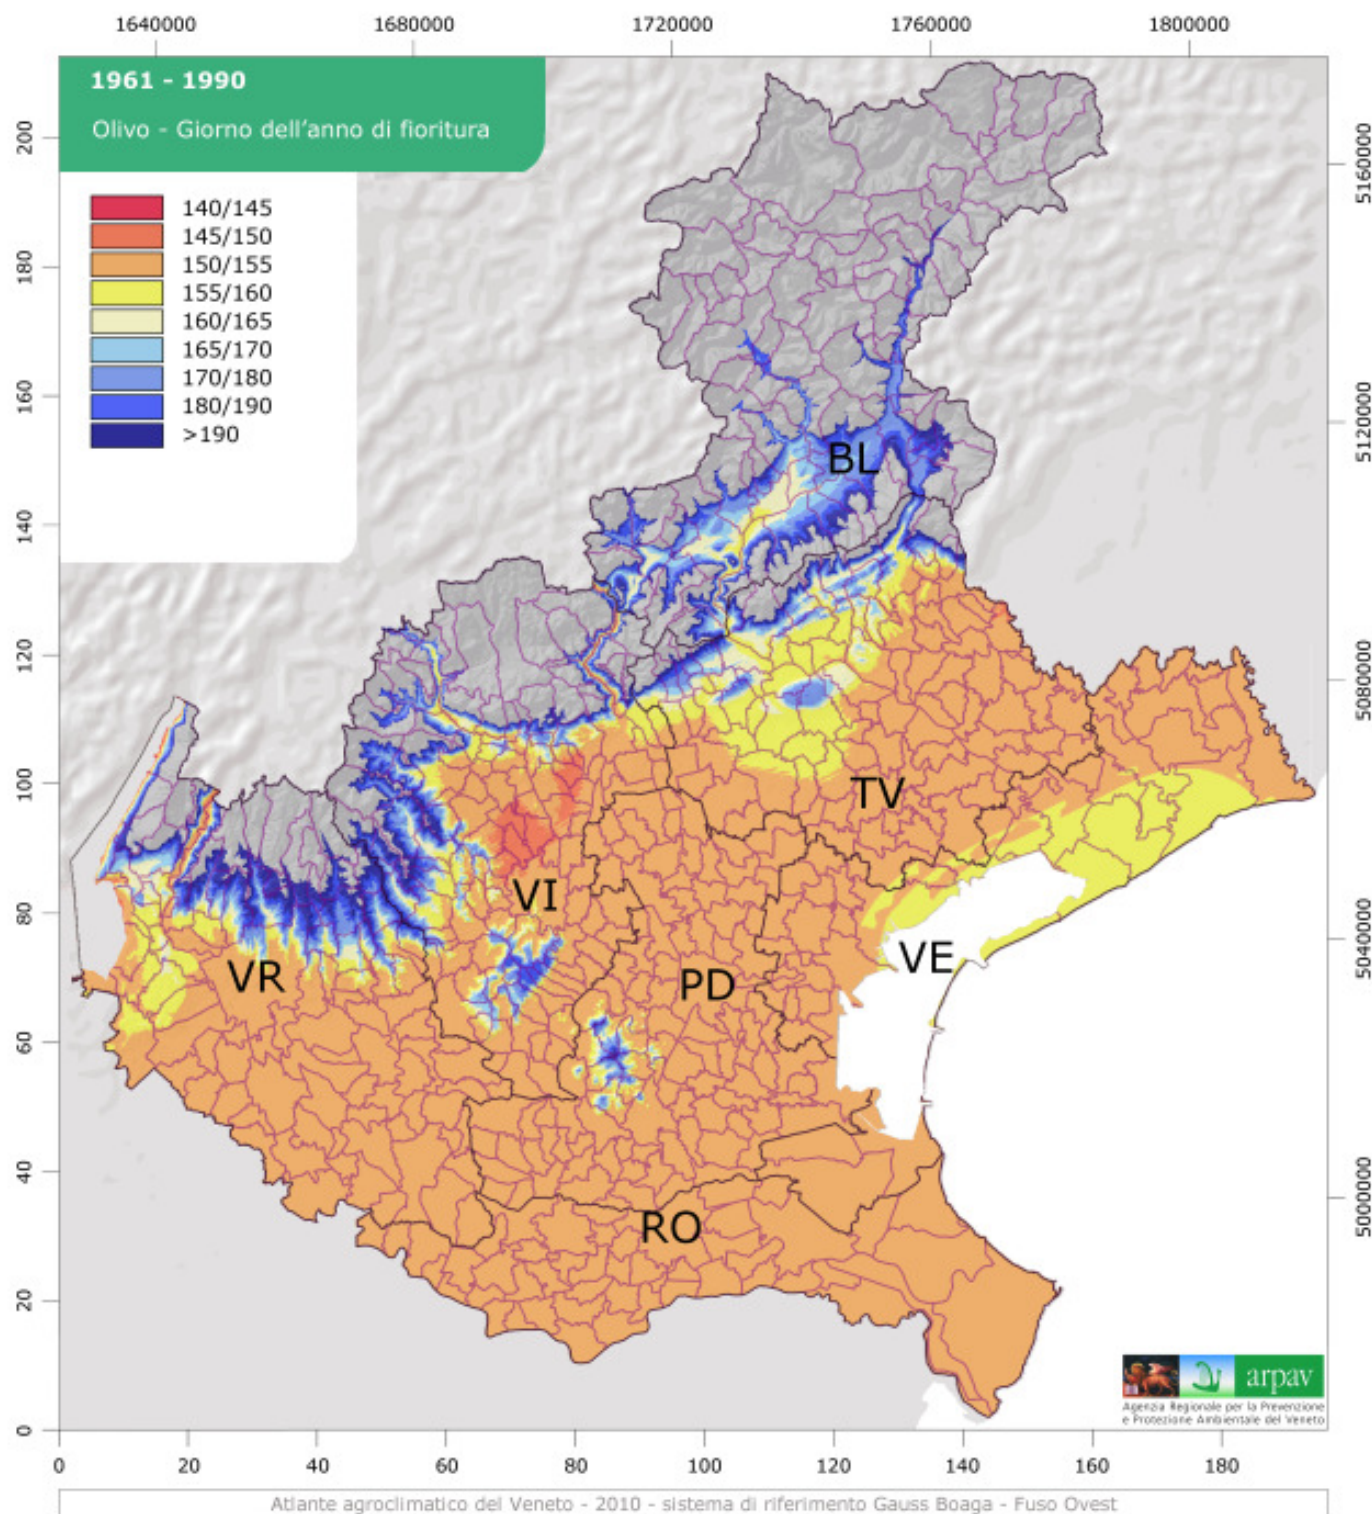 1640000 1680000 1720000 1760000 1800000
1961 - 1990
Olivo - Giorno dell'anno di fioritura
140/145
145/150
150/155
155/160
160/165
165/170
170/180
180/190
>190
200
180
160
140
120
100
80
60
40
20
0
5160000
5120000
5080000
5040000
5000000
BL
TV
VI
VE
VR
PD
RO
arpav
Agenzia Regionale per la Prevenzione
e Protezione Ambientale del Veneto
0 20 40 60 80 100 120 140 160 180
Atlante agroclimatico del Veneto - 2010 - sistema di riferimento Gauss Boaga - Fuso Ovest